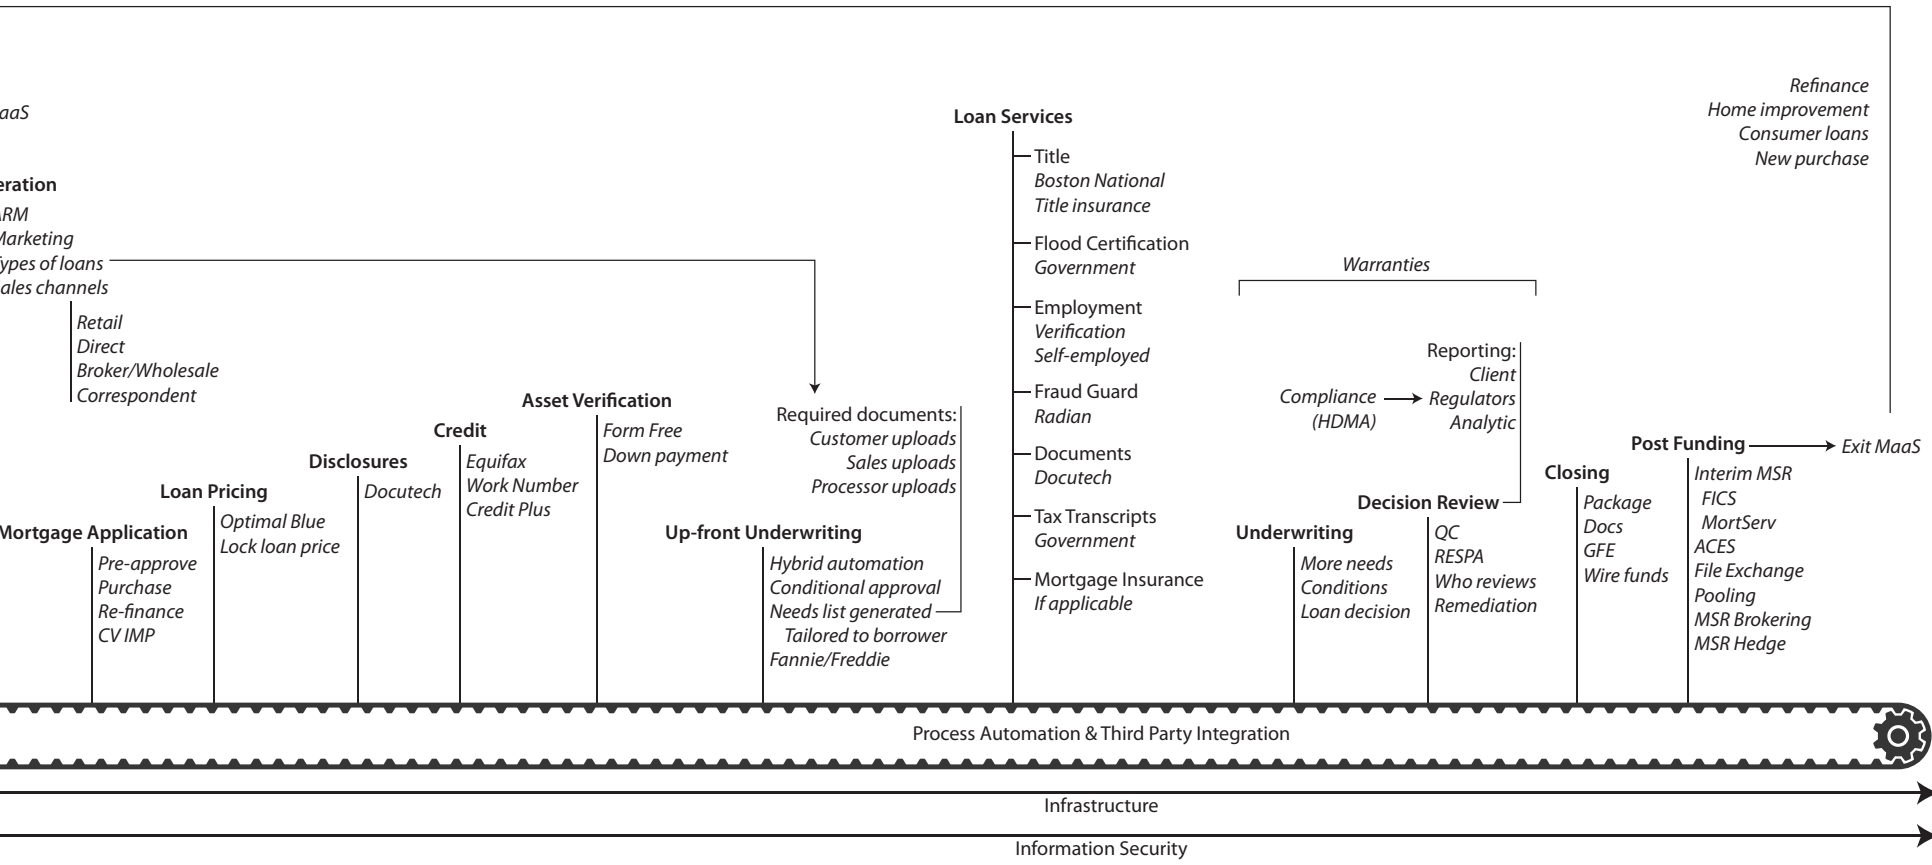 aaS
eration
ARM
Marketing
Types of loans
ales channels
Retail
Direct
Broker/Wholesale
Correspondent
Mortgage Application
Pre-approve
Purchase
Re-finance
CV IMP
Loan Pricing
Optimal Blue
Lock loan price
Disclosures
Docutech
Credit
Equifax
Work Number
Credit Plus
Asset Verification
Form Free
Down payment
Required documents:
Customer uploads
Sales uploads
Processor uploads
Up-front Underwriting
Hybrid automation
Conditional approval
Needs list generated
Tailored to borrower
Fannie/Freddie
Loan Services
Title
Boston National
Title insurance
Flood Certification
Government
Employment
Verification
Self-employed
Fraud Guard
Radian
Documents
Docutech
Tax Transcripts
Government
Mortgage Insurance
If applicable
Warranties
Underwriting
More needs
Conditions
Loan decision
Compliance
(HDMA)
Reporting:
Client
Regulators
Analytic
Decision Review
QC
RESPA
Who reviews
Remediation
Closing
Package
Docs
GFE
Wire funds
Post Funding
Interim MSR
FICS
MortServ
ACES
File Exchange
Pooling
MSR Brokering
MSR Hedge
Exit MaaS
Refinance
Home improvement
Consumer loans
New purchase
Process Automation & Third Party Integration
Infrastructure
Information Security